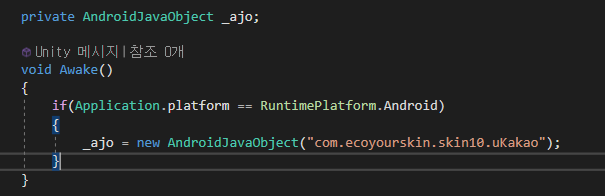 private AndroidJavaObject _ajo;
Unity 메시지 | 참조 0개
void Awake()
{
if(Application.platform == RuntimePlatform.Android)
{
_ajo = new AndroidJavaObject("com.ecoyourskin.skin10.uKakao");
}
}